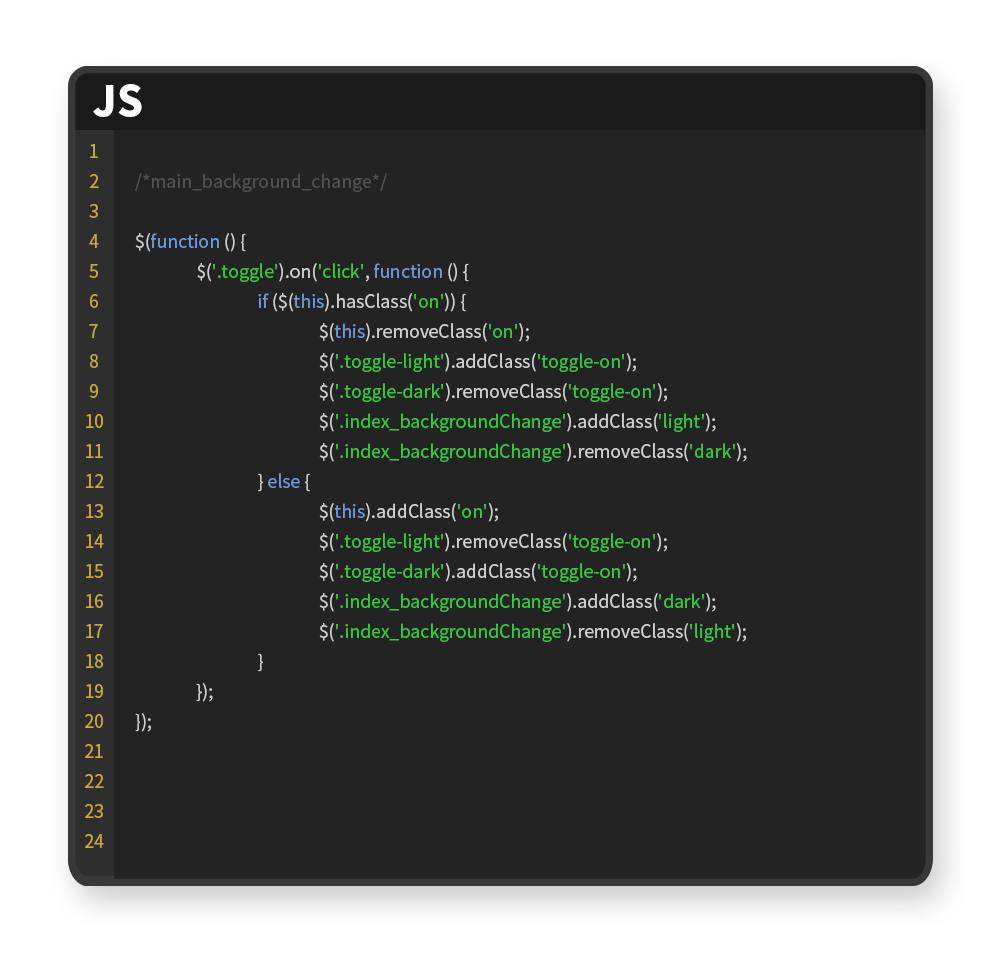 JS
1
2 /*main_background_change*/
3
4 $(function () {
5 $('.toggle').on('click', function () {
6 if ($(this).hasClass('on')) {
7 $(this).removeClass('on');
8 $('.toggle-light').addClass('toggle-on');
9 $('.toggle-dark').removeClass('toggle-on');
10 $('.index_backgroundChange').addClass('light');
11 $('.index_backgroundChange').removeClass('dark');
12 } else {
13 $(this).addClass('on');
14 $('.toggle-light').removeClass('toggle-on');
15 $('.toggle-dark').addClass('toggle-on');
16 $('.index_backgroundChange').addClass('dark');
17 $('.index_backgroundChange').removeClass('light');
18 }
19 });
20 });
21
22
23
24